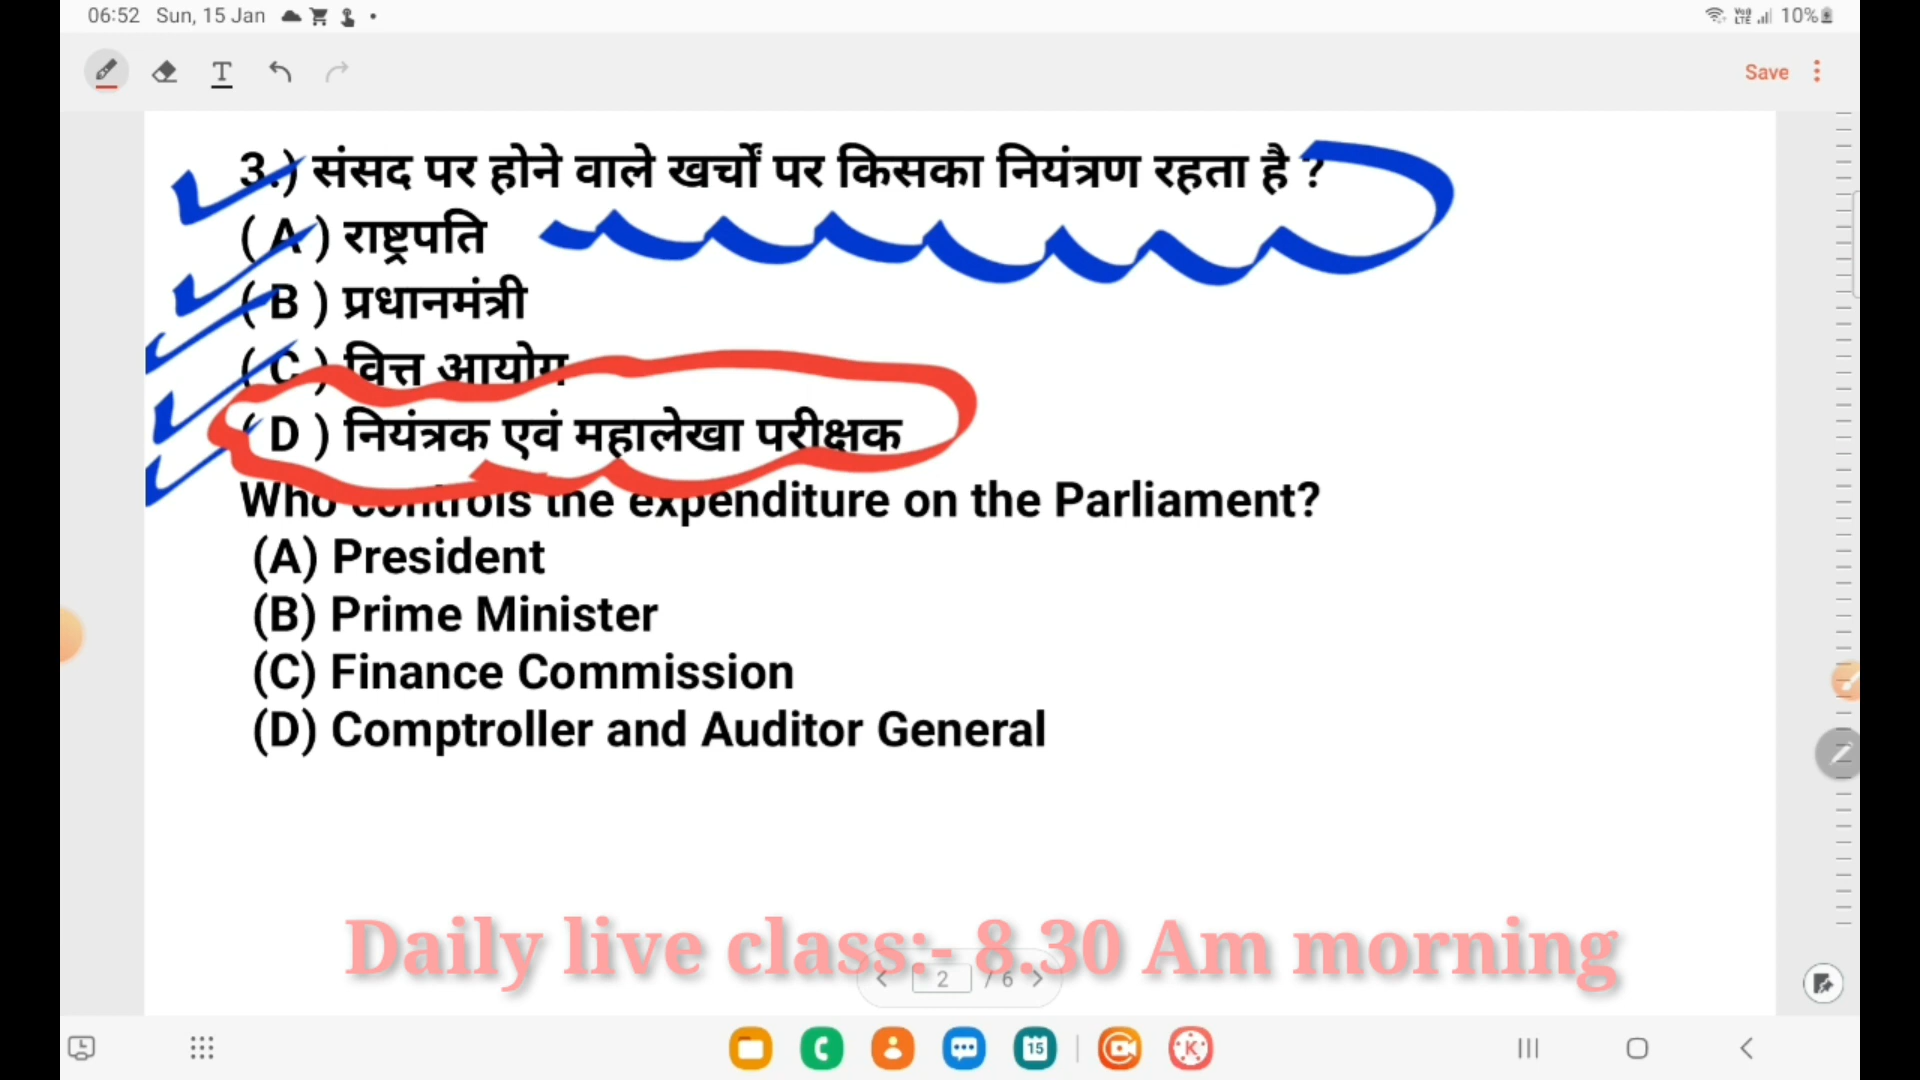 06:52 Sun, 15 Jan
10%
T
Save
3.) संसद पर होने वाले खर्चों पर किसका नियंत्रण रहता है ?
( A ) राष्ट्रपति
( B ) प्रधानमंत्री
( C ) वित्त आयोग
( D ) नियंत्रक एवं महालेखा परीक्षक
Who controls the expenditure on the Parliament?
(A) President
(B) Prime Minister
(C) Finance Commission
(D) Comptroller and Auditor General
Daily live class:- 8.30 Am morning
2 / 6
15
K